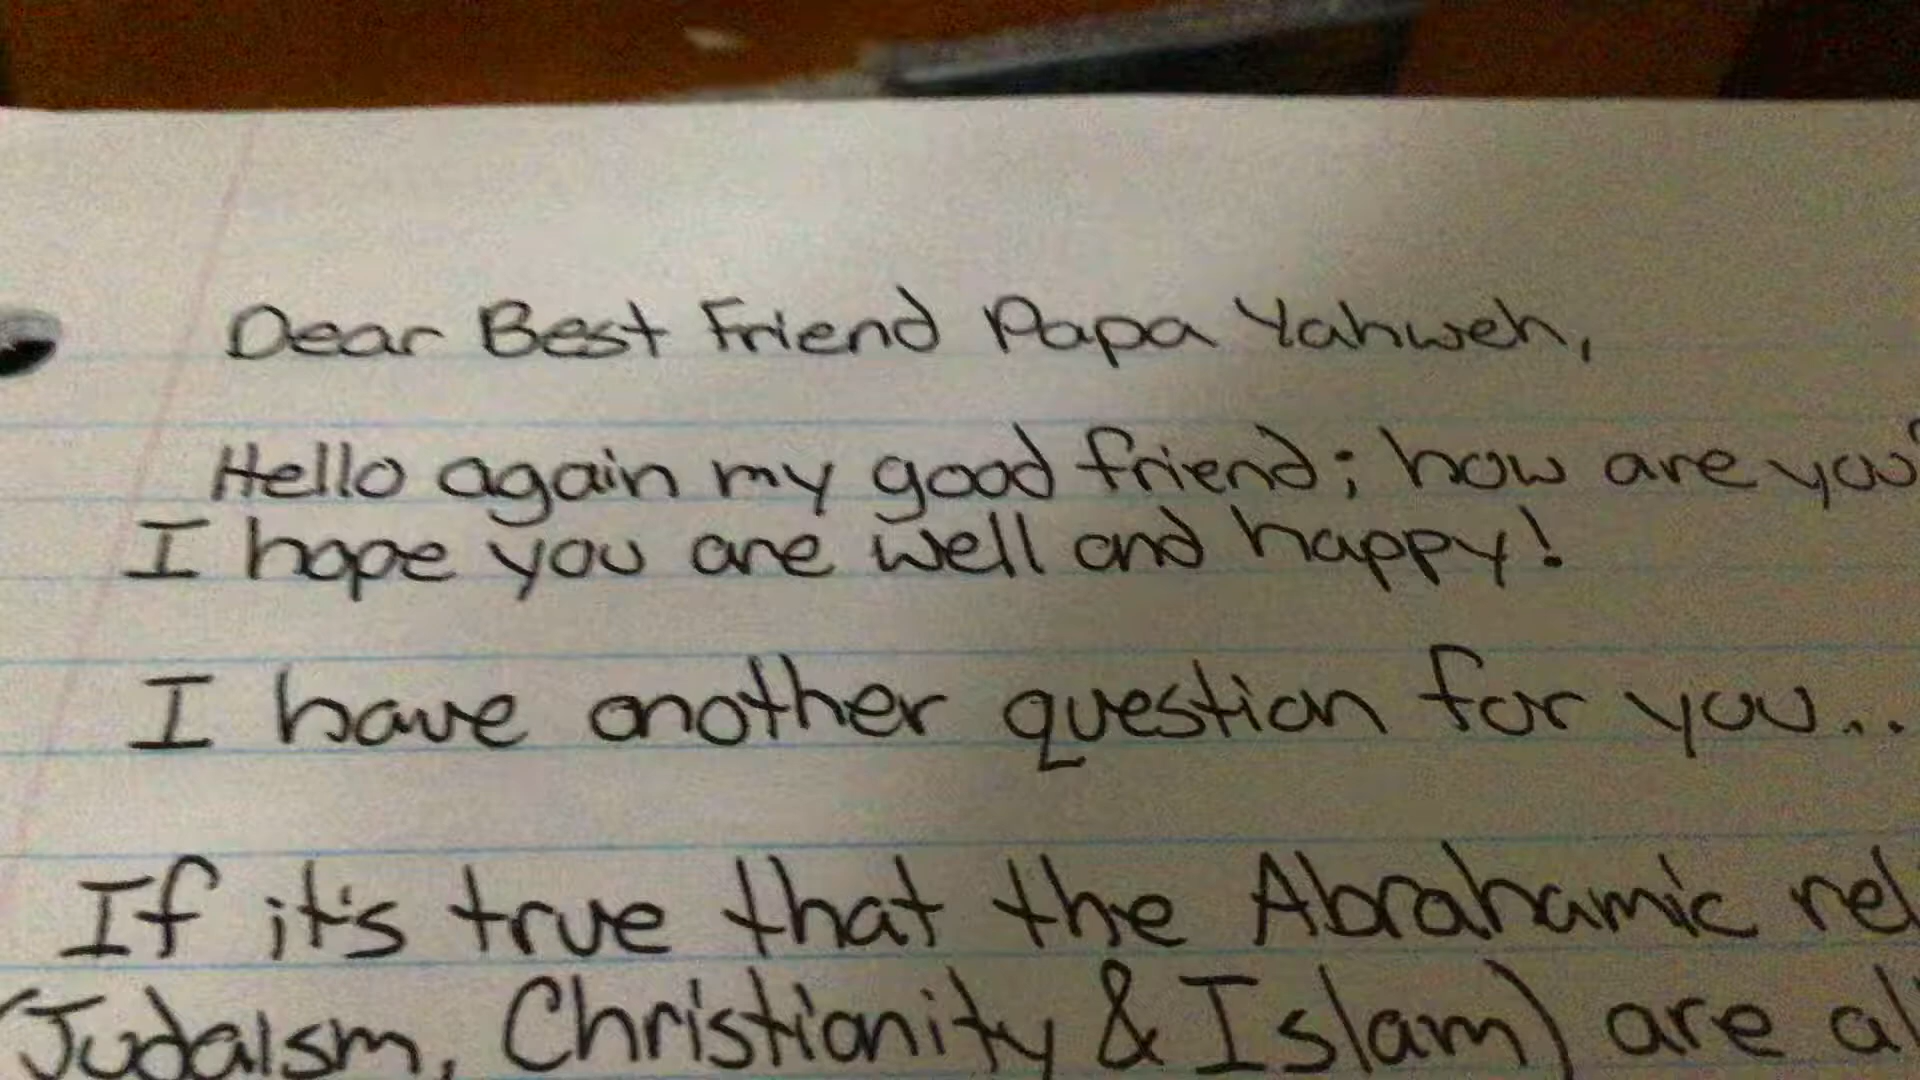 Dear Best Friend Papa Yahweh,
Hello again my good friend; how are you?
I hope you are well and happy!
I have another question for you...
If it's true that the Abrahamic
(Judaism, Christianity & Islam) are